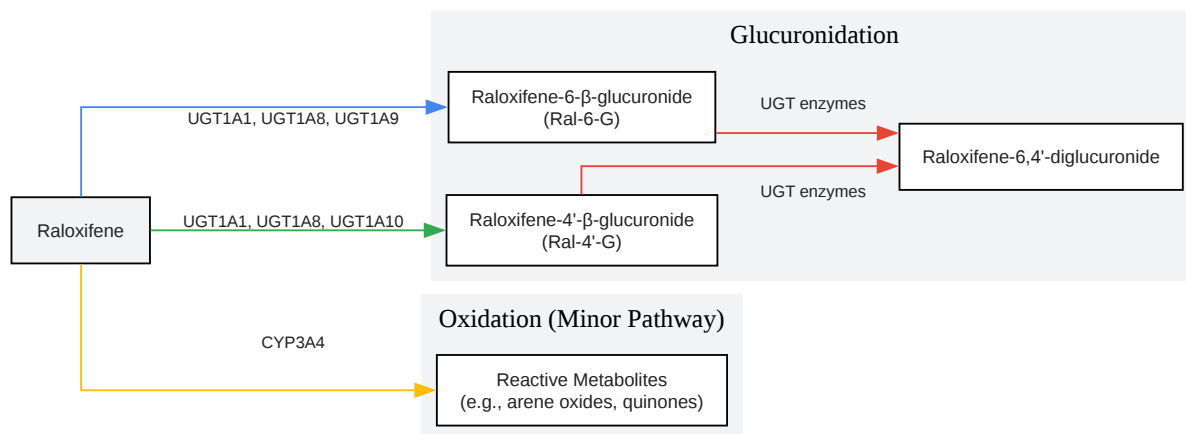 Glucuronidation
Raloxifene-6-β-glucuronide
(Ral-6-G)
UGT enzymes
UGT1A1, UGT1A8, UGT1A9
Raloxifene-6,4'-diglucuronide
UGT enzymes
Raloxifene
UGT1A1, UGT1A8, UGT1A10
Raloxifene-4'-β-glucuronide
(Ral-4'-G)
Oxidation (Minor Pathway)
CYP3A4
Reactive Metabolites
(e.g., arene oxides, quinones)